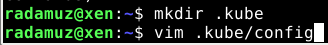 radamuz@xen:~$ mkdir .kube
radamuz@xen:~$ vim .kube/config